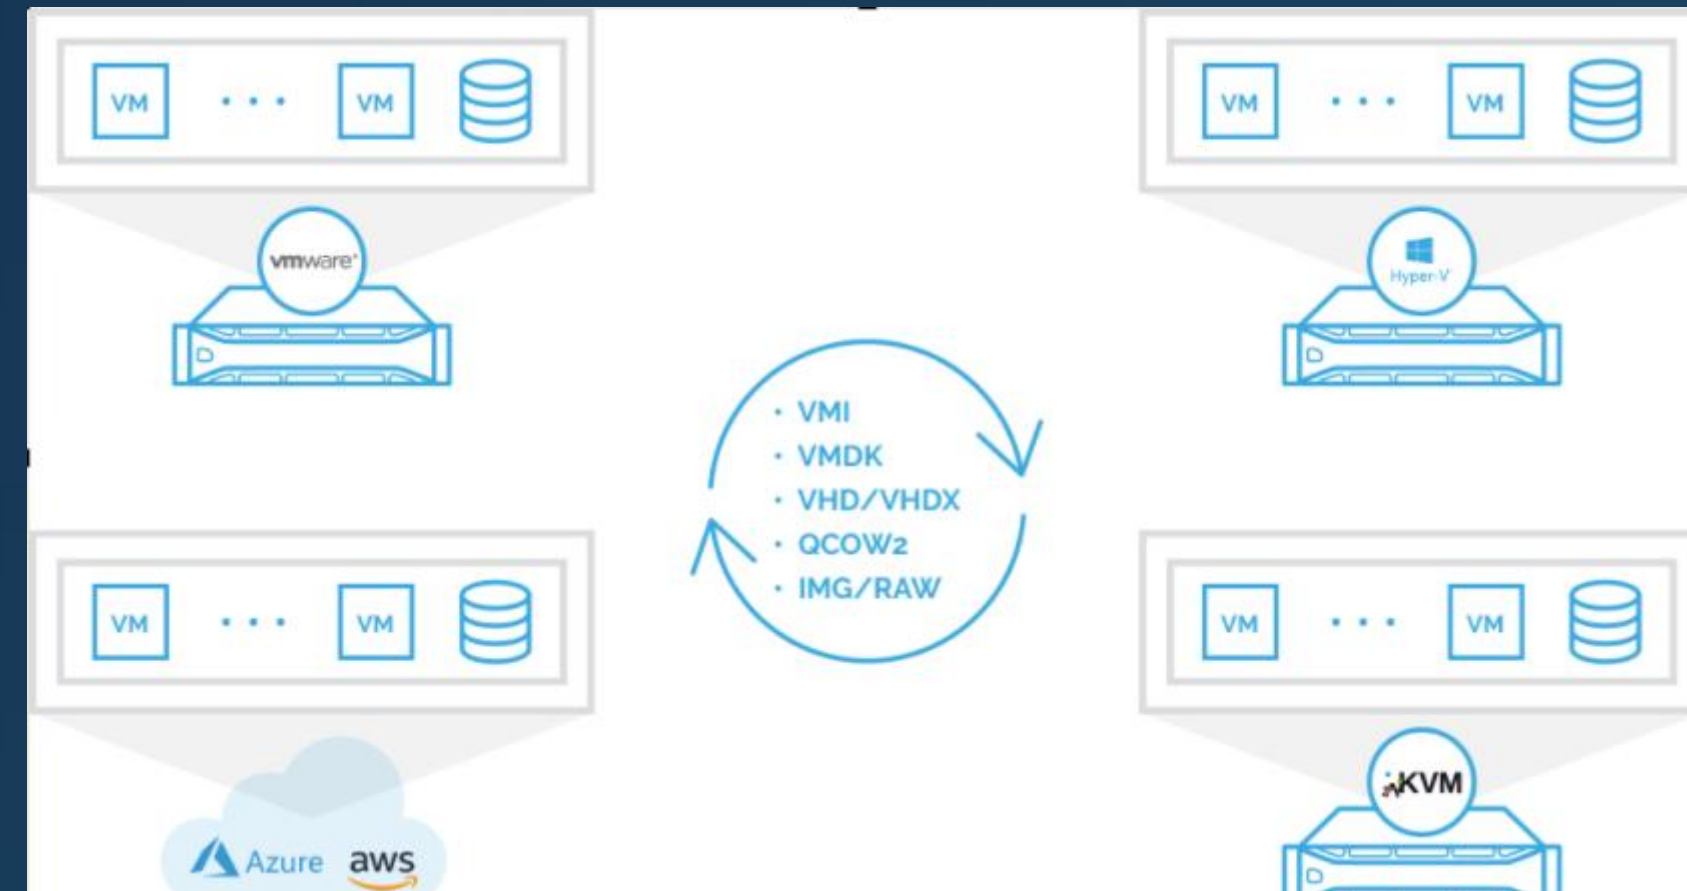 VM ... VM
vmware
VM ... VM
Hyper-V
• VMI
• VMDK
• VHD/VHDX
• QCOW2
• IMG/RAW
VM ... VM
Azure aws
VM ... VM
KVM